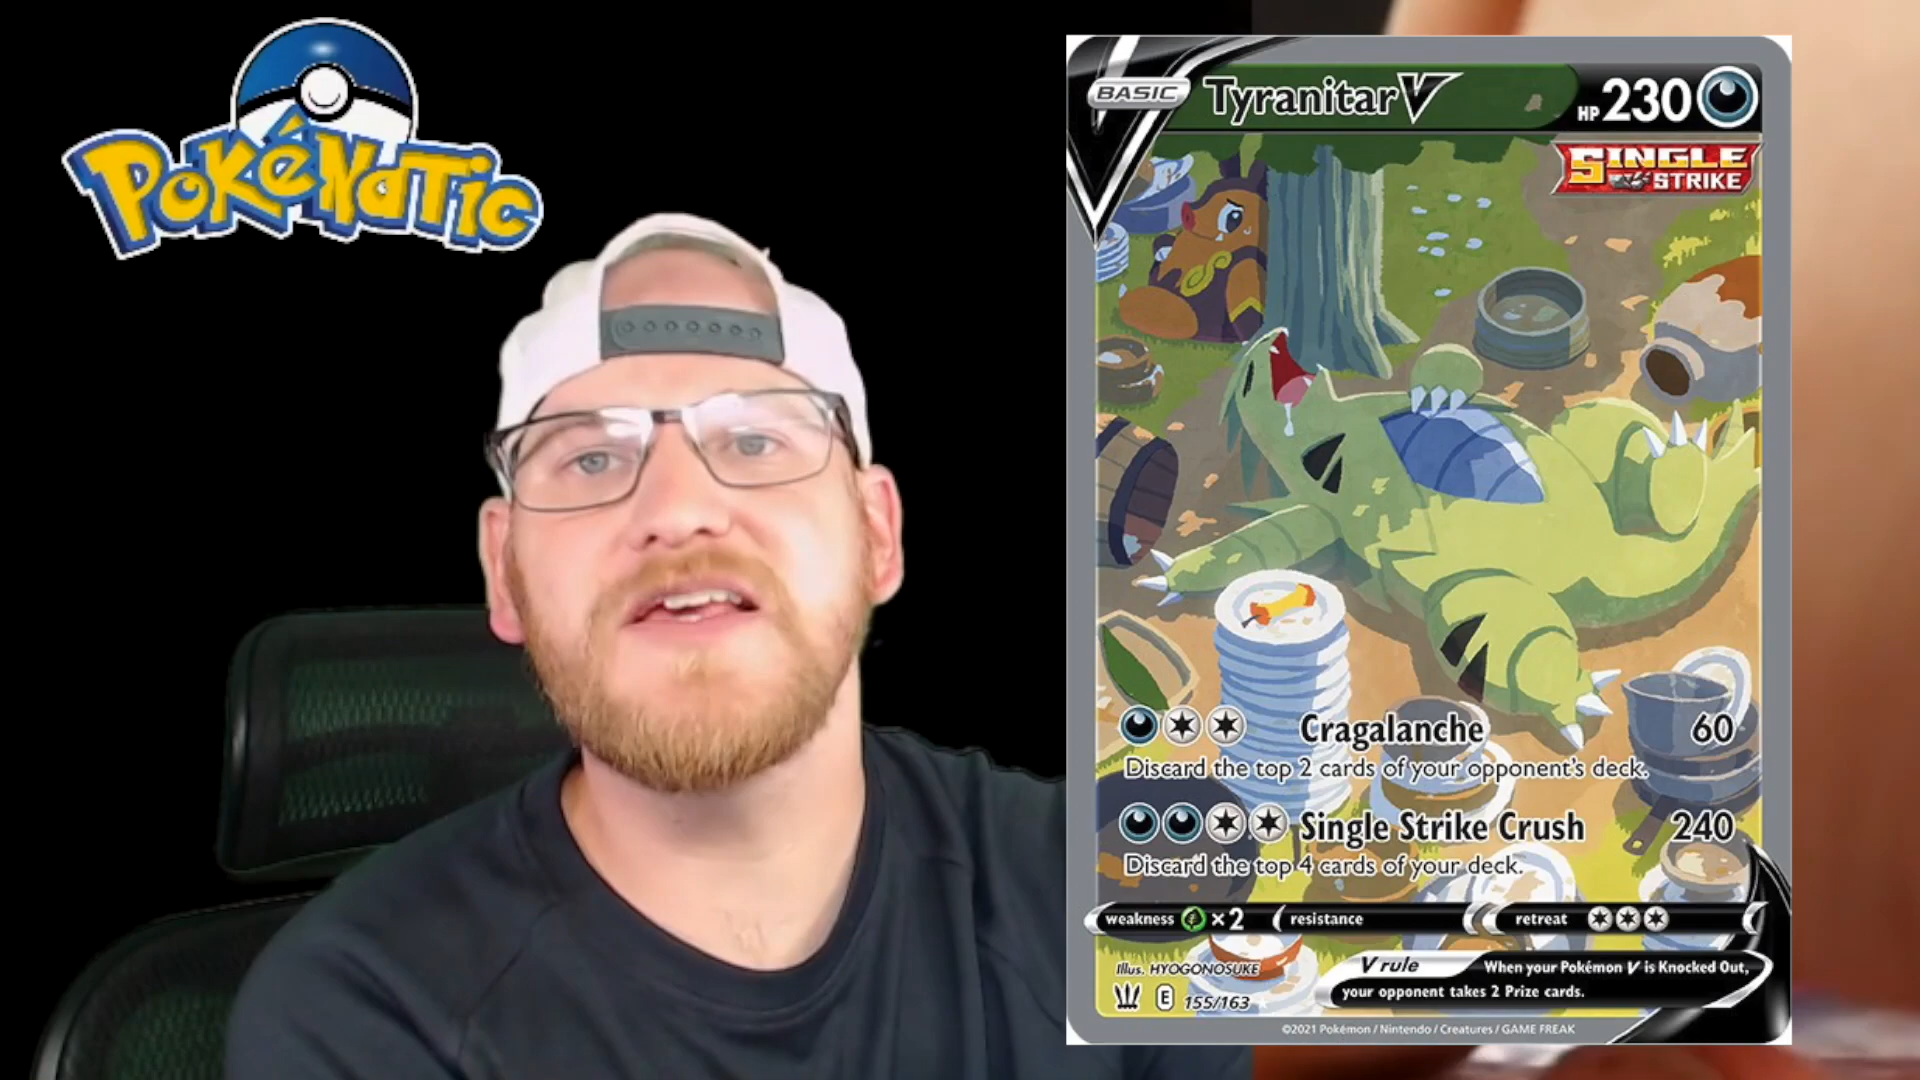 PokéNatic
BASIC Tyranitar V HP 230
SINGLE
STRIKE
Cragalanche 60
Discard the top 2 cards of your opponent's deck.
Single Strike Crush 240
Discard the top 4 cards of your deck.
weakness ×2 resistance retreat
Illus. HYOGONOSUKE
V rule When your Pokémon V is Knocked Out,
your opponent takes 2 Prize cards.
E 155/163
©2021 Pokémon / Nintendo / Creatures / GAME FREAK